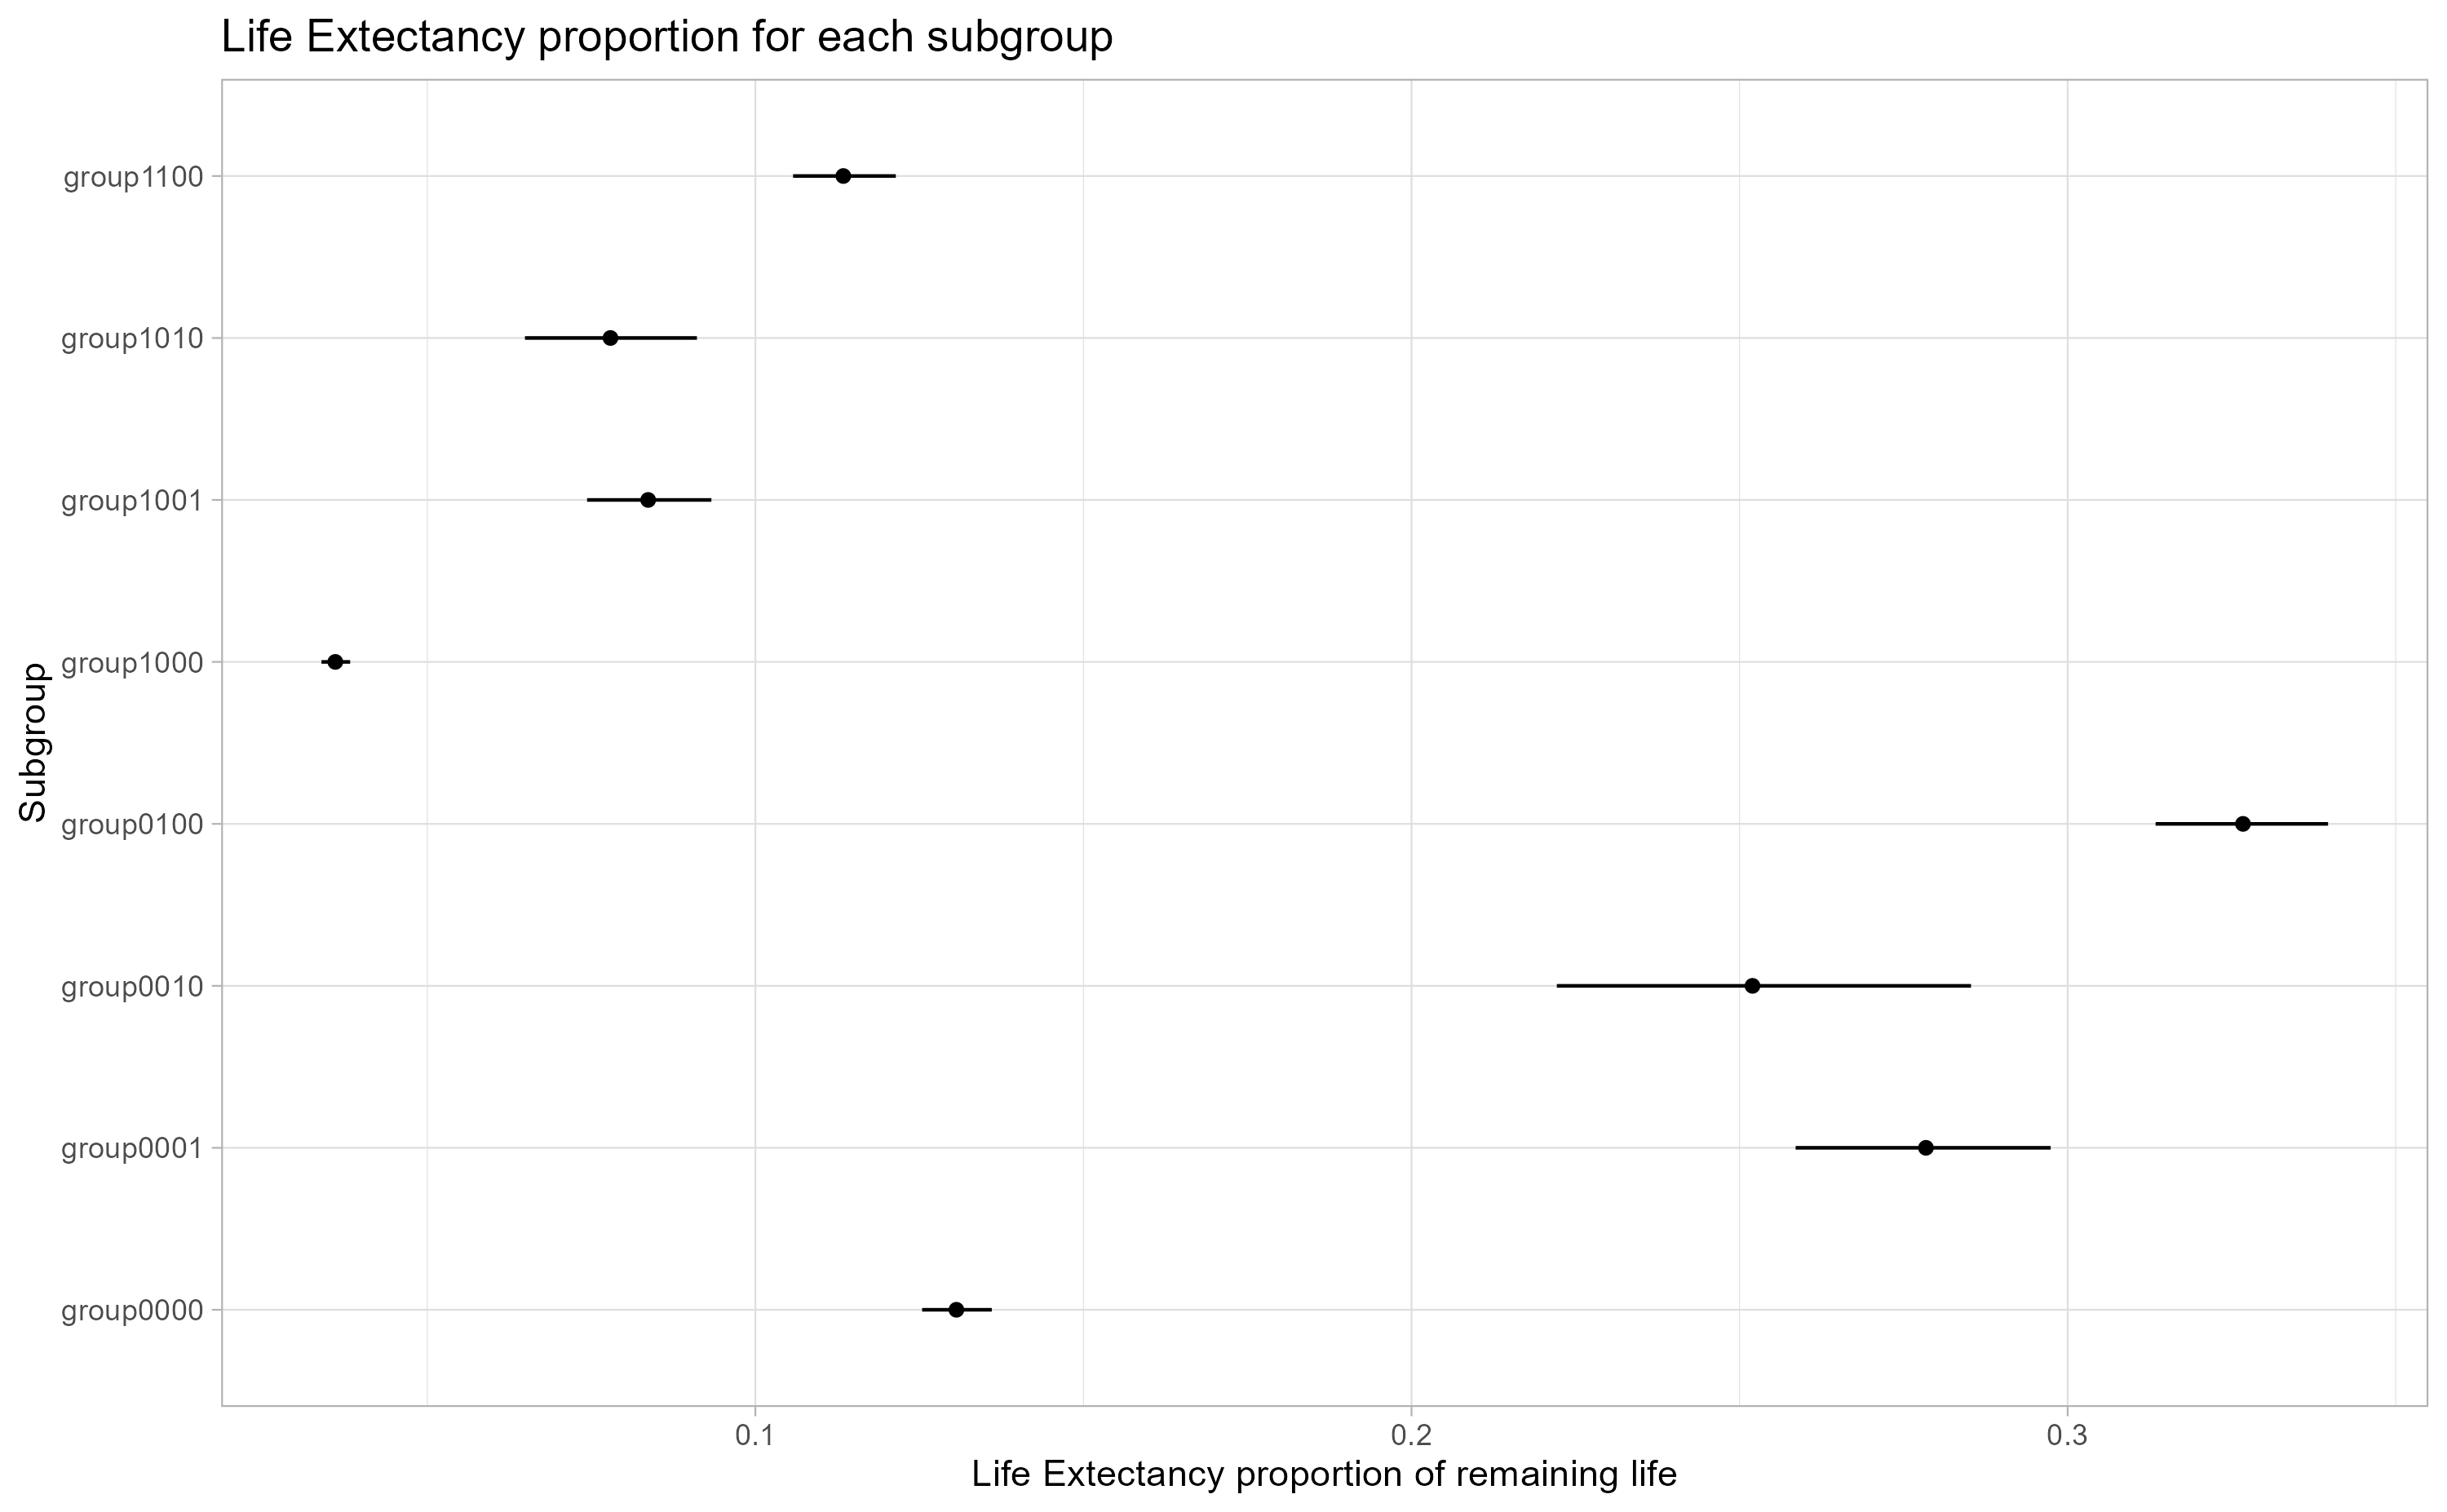 Life Extectancy proportion for each subgroup
group1100
group1010
group1001
group1000
Subgroup
group0100
group0010
group0001
group0000
0.1
0.2
0.3
Life Extectancy proportion of remaining life